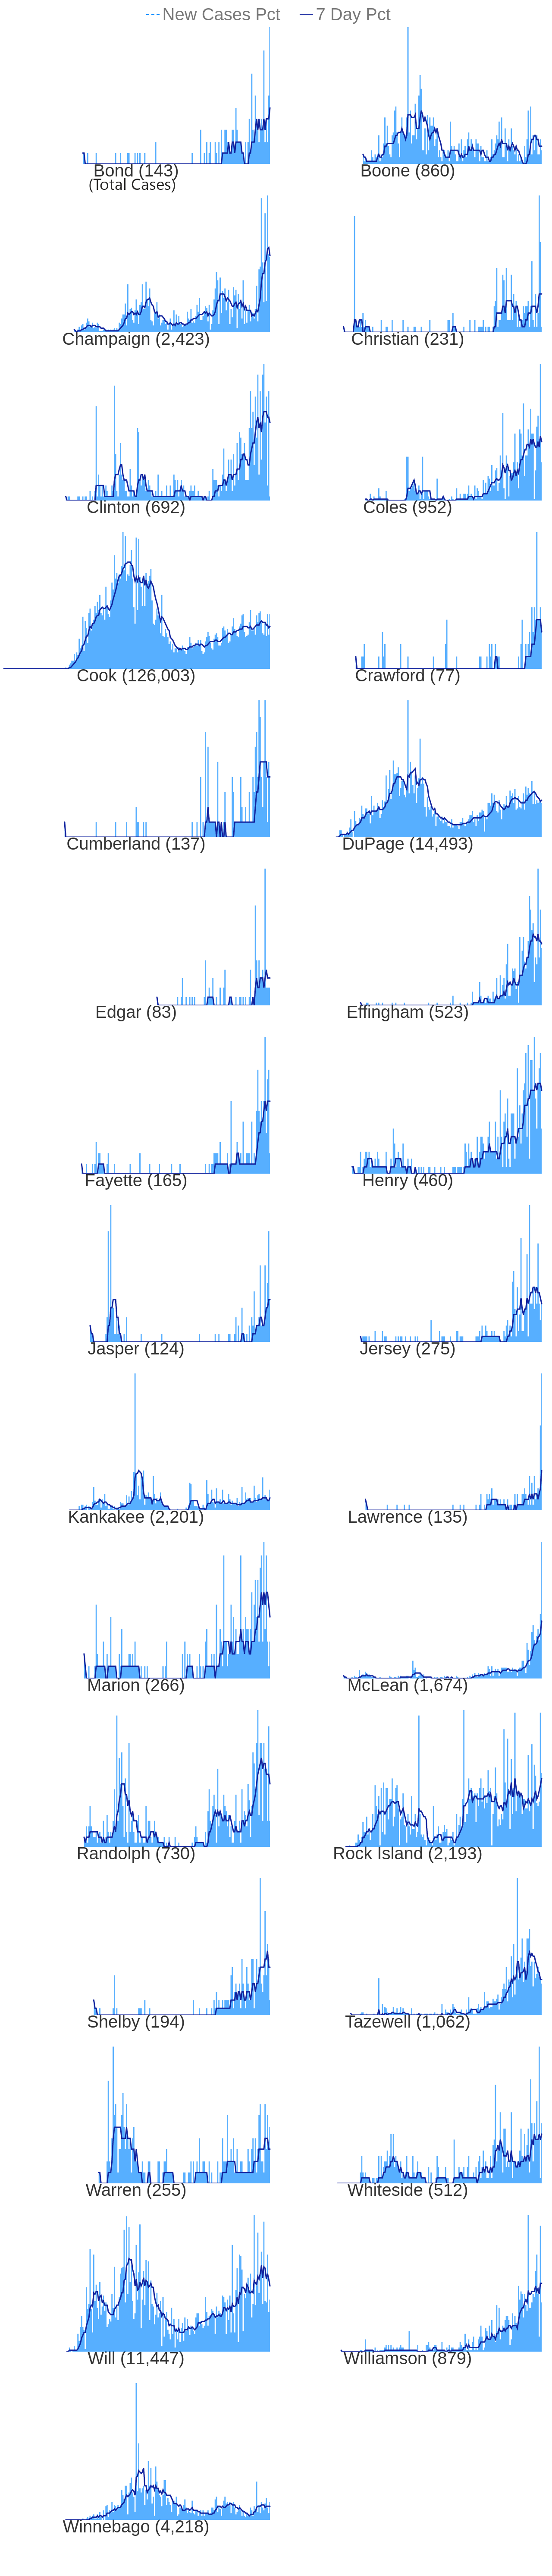 New Cases Pct 7 Day Pct
Bond (143) Boone (860)
(Total Cases)
Champaign (2,423) Christian (231)
Clinton (692) Coles (952)
Cook (126,003) Crawford (77)
Cumberland (137) DuPage (14,493)
Edgar (83) Effingham (523)
Fayette (165) Henry (460)
Jasper (124) Jersey (275)
Kankakee (2,201) Lawrence (135)
Marion (266) McLean (1,674)
Randolph (730) Rock Island (2,193)
Shelby (194) Tazewell (1,062)
Warren (255) Whiteside (512)
Will (11,447) Williamson (879)
Winnebago (4,218)